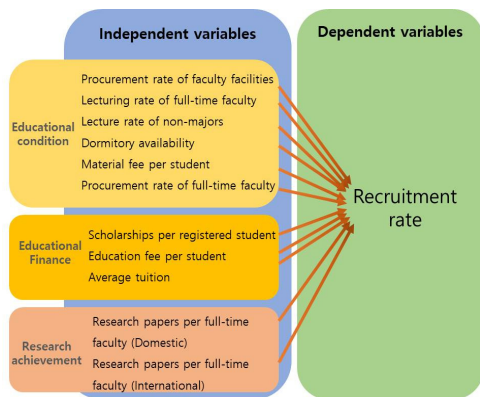 Independent variables
Dependent variables
Educational
condition
Procurement rate of faculty facilities
Lecturing rate of full-time faculty
Lecture rate of non-majors
Dormitory availability
Material fee per student
Procurement rate of full-time faculty
Educational
Finance
Scholarships per registered student
Education fee per student
Average tuition
Research
achievement
Research papers per full-time
faculty (Domestic)
Research papers per full-time
faculty (International)
Recruitment
rate